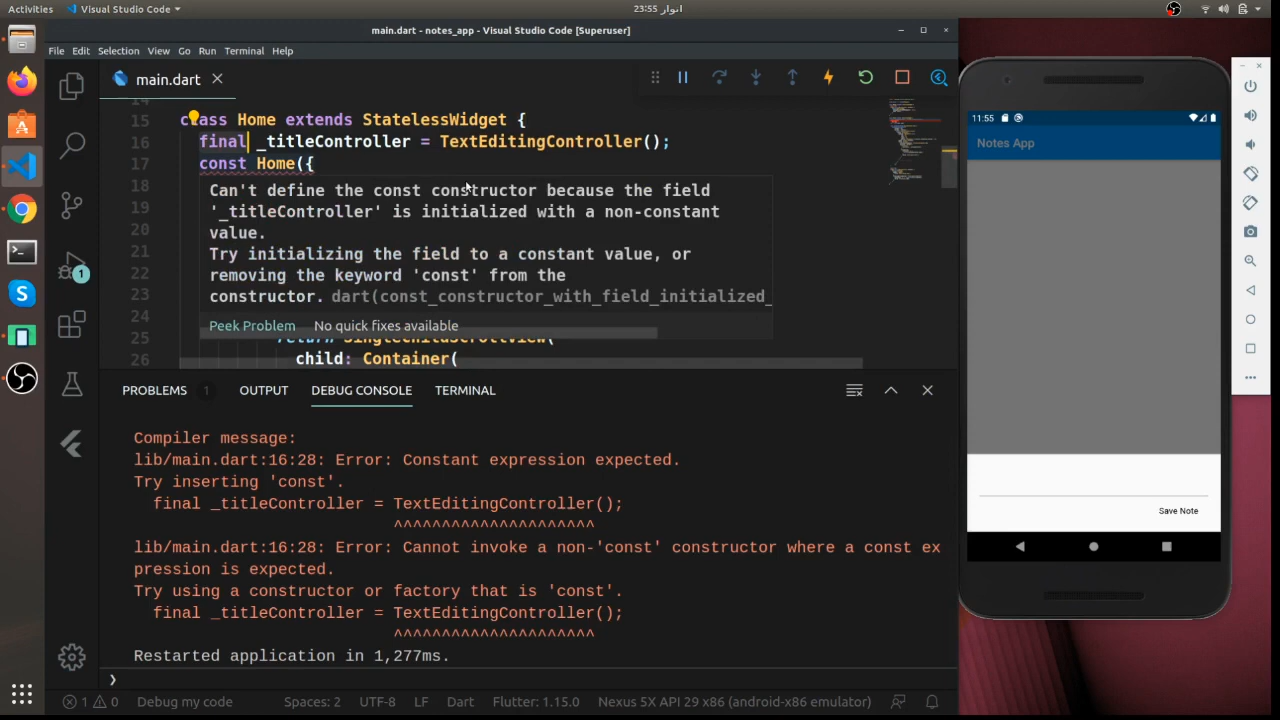 Activities
Visual Studio Code
23:55 انوار
main.dart - notes_app - Visual Studio Code [Superuser]
File Edit Selection View Go Run Terminal Help
main.dart
14
15 class Home extends StatelessWidget {
16 final _titleController = TextEditingController();
17 const Home({
18
19
20
21
22
23
24
25
26 child: Container(
Can't define the const constructor because the field
'_titleController' is initialized with a non-constant
value.
Try initializing the field to a constant value, or
removing the keyword 'const' from the
constructor. dart(const_constructor_with_field_initialized_
Peek Problem No quick fixes available
return SingleChildScrollView(
1
PROBLEMS 1 OUTPUT DEBUG CONSOLE TERMINAL
Compiler message:
lib/main.dart:16:28: Error: Constant expression expected.
Try inserting 'const'.
final _titleController = TextEditingController();
^^^^^^^^^^^^^^^^^^^^^
lib/main.dart:16:28: Error: Cannot invoke a non-'const' constructor where a const ex
pression is expected.
Try using a constructor or factory that is 'const'.
final _titleController = TextEditingController();
^^^^^^^^^^^^^^^^^^^^^
Restarted application in 1,277ms.
❯
1 0 Debug my code Spaces: 2 UTF-8 LF Dart Flutter: 1.15.0 Nexus 5X API 29 x86 (android-x86 emulator)
11:55
Notes App
Save Note